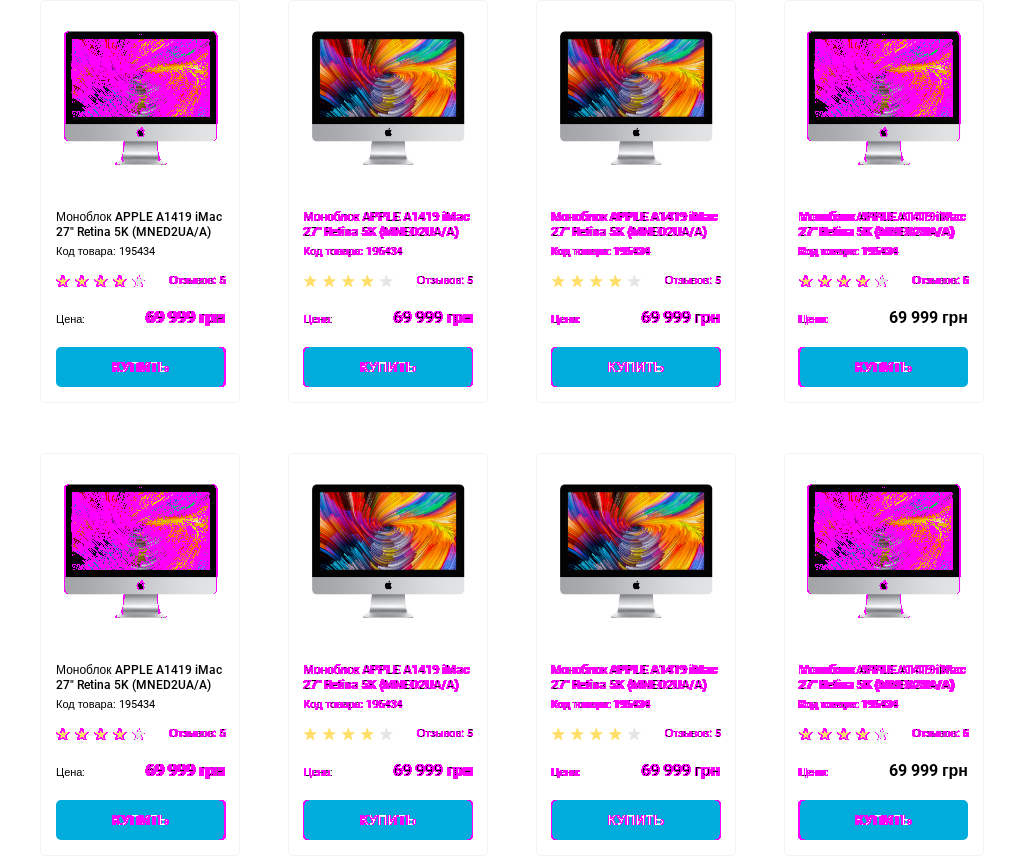 Моноблок APPLE A1419 iMac
27" Retina 5K (MNED2UA/A)
Код товара: 195434
Отзывов: 5
Цена: 69 999 грн
КУПИТЬ
Моноблок APPLE A1419 iMac
27" Retina 5K (MNED2UA/A)
Код товара: 195434
Отзывов: 5
Цена: 69 999 грн
КУПИТЬ
Моноблок APPLE A1419 iMac
27" Retina 5K (MNED2UA/A)
Код товара: 195434
Отзывов: 5
Цена: 69 999 грн
КУПИТЬ
Моноблок APPLE A1419 iMac
27" Retina 5K (MNED2UA/A)
Код товара: 195434
Отзывов: 5
Цена: 69 999 грн
КУПИТЬ
Моноблок APPLE A1419 iMac
27" Retina 5K (MNED2UA/A)
Код товара: 195434
Отзывов: 5
Цена: 69 999 грн
КУПИТЬ
Моноблок APPLE A1419 iMac
27" Retina 5K (MNED2UA/A)
Код товара: 195434
Отзывов: 5
Цена: 69 999 грн
КУПИТЬ
Моноблок APPLE A1419 iMac
27" Retina 5K (MNED2UA/A)
Код товара: 195434
Отзывов: 5
Цена: 69 999 грн
КУПИТЬ
Моноблок APPLE A1419 iMac
27" Retina 5K (MNED2UA/A)
Код товара: 195434
Отзывов: 5
Цена: 69 999 грн
КУПИТЬ